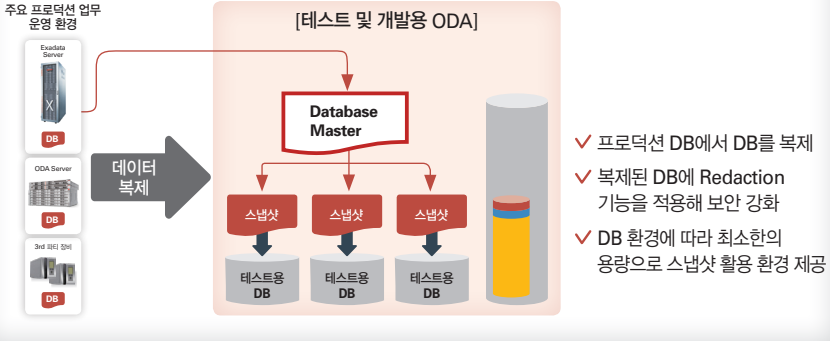 주요 프로덕션 업무
운영 환경
Exadata
Server
X
DB
ODA Server
DB
3rd 파티 장비
DB
데이터
복제
[테스트 및 개발용 ODA]
Database
Master
스냅샷
스냅샷
스냅샷
테스트용
DB
테스트용
DB
테스트용
DB
프로덕션 DB에서 DB를 복제
복제된 DB에 Redaction
기능을 적용해 보안 강화
DB 환경에 따라 최소한의
용량으로 스냅샷 활용 환경 제공